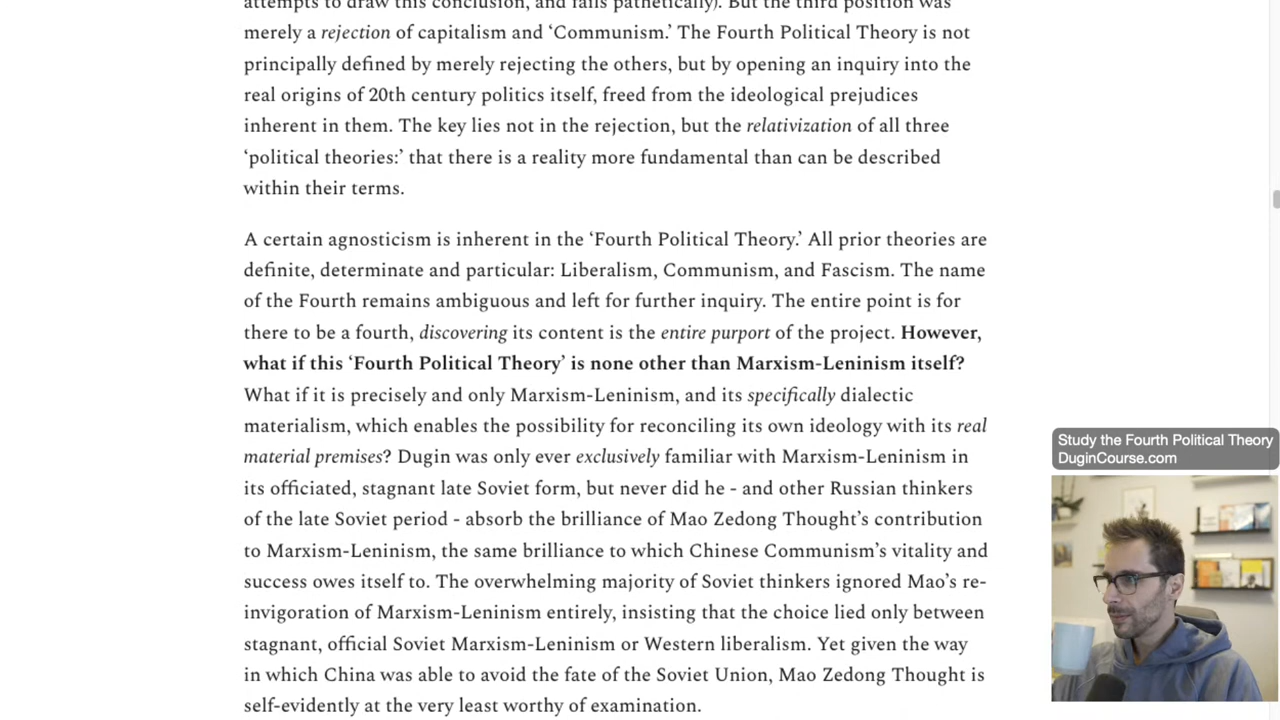 attempts to draw this conclusion, and fails pathetically). But the third position was
merely a rejection of capitalism and ‘Communism.’ The Fourth Political Theory is not
principally defined by merely rejecting the others, but by opening an inquiry into the
real origins of 20th century politics itself, freed from the ideological prejudices
inherent in them. The key lies not in the rejection, but the relativization of all three
‘political theories:’ that there is a reality more fundamental than can be described
within their terms.
A certain agnosticism is inherent in the ‘Fourth Political Theory.’ All prior theories are
definite, determinate and particular: Liberalism, Communism, and Fascism. The name
of the Fourth remains ambiguous and left for further inquiry. The entire point is for
there to be a fourth, discovering its content is the entire purport of the project. However,
what if this ‘Fourth Political Theory’ is none other than Marxism-Leninism itself?
What if it is precisely and only Marxism-Leninism, and its specifically dialectic
materialism, which enables the possibility for reconciling its own ideology with its real
material premises? Dugin was only ever exclusively familiar with Marxism-Leninism in
its officiated, stagnant late Soviet form, but never did he - and other Russian thinkers
of the late Soviet period - absorb the brilliance of Mao Zedong Thought’s contribution
to Marxism-Leninism, the same brilliance to which Chinese Communism’s vitality and
success owes itself to. The overwhelming majority of Soviet thinkers ignored Mao’s re-
invigoration of Marxism-Leninism entirely, insisting that the choice lied only between
stagnant, official Soviet Marxism-Leninism or Western liberalism. Yet given the way
in which China was able to avoid the fate of the Soviet Union, Mao Zedong Thought is
self-evidently at the very least worthy of examination.
Study the Fourth Political Theory
DuginCourse.com